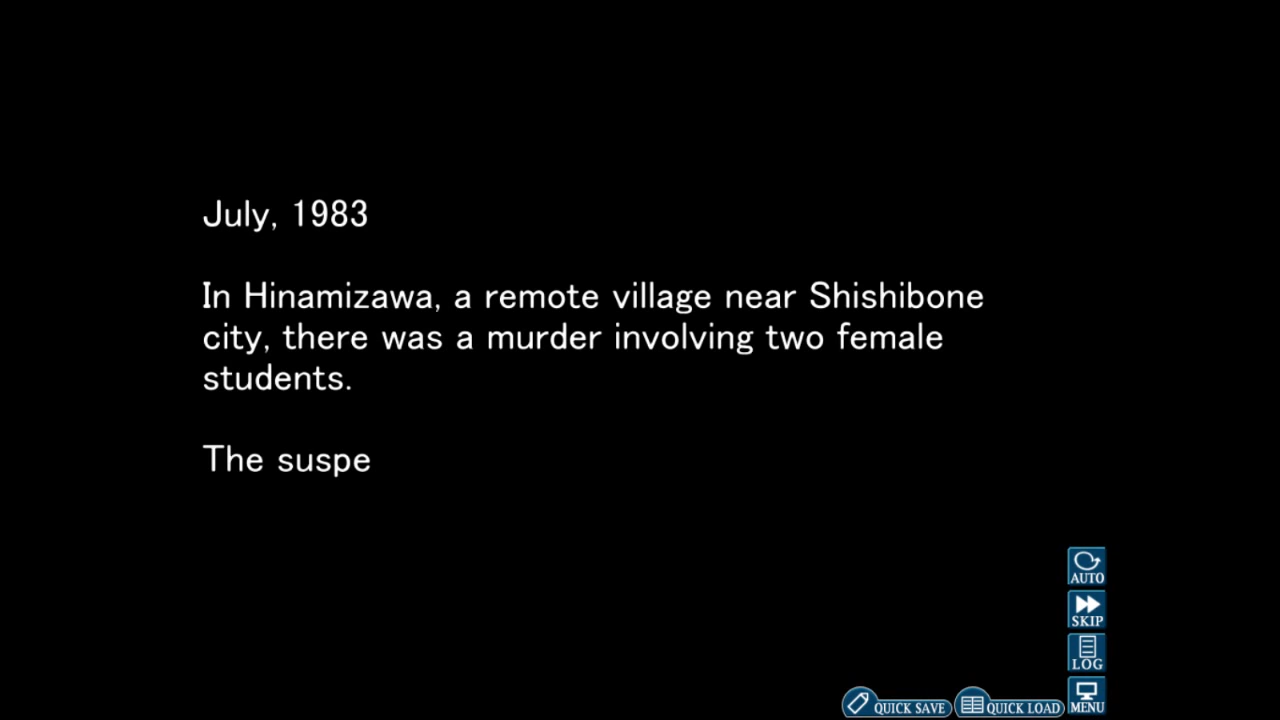 July, 1983
In Hinamizawa, a remote village near Shishibone
city, there was a murder involving two female
students.
The suspe
AUTO
SKIP
LOG
MENU
QUICK SAVE
QUICK LOAD